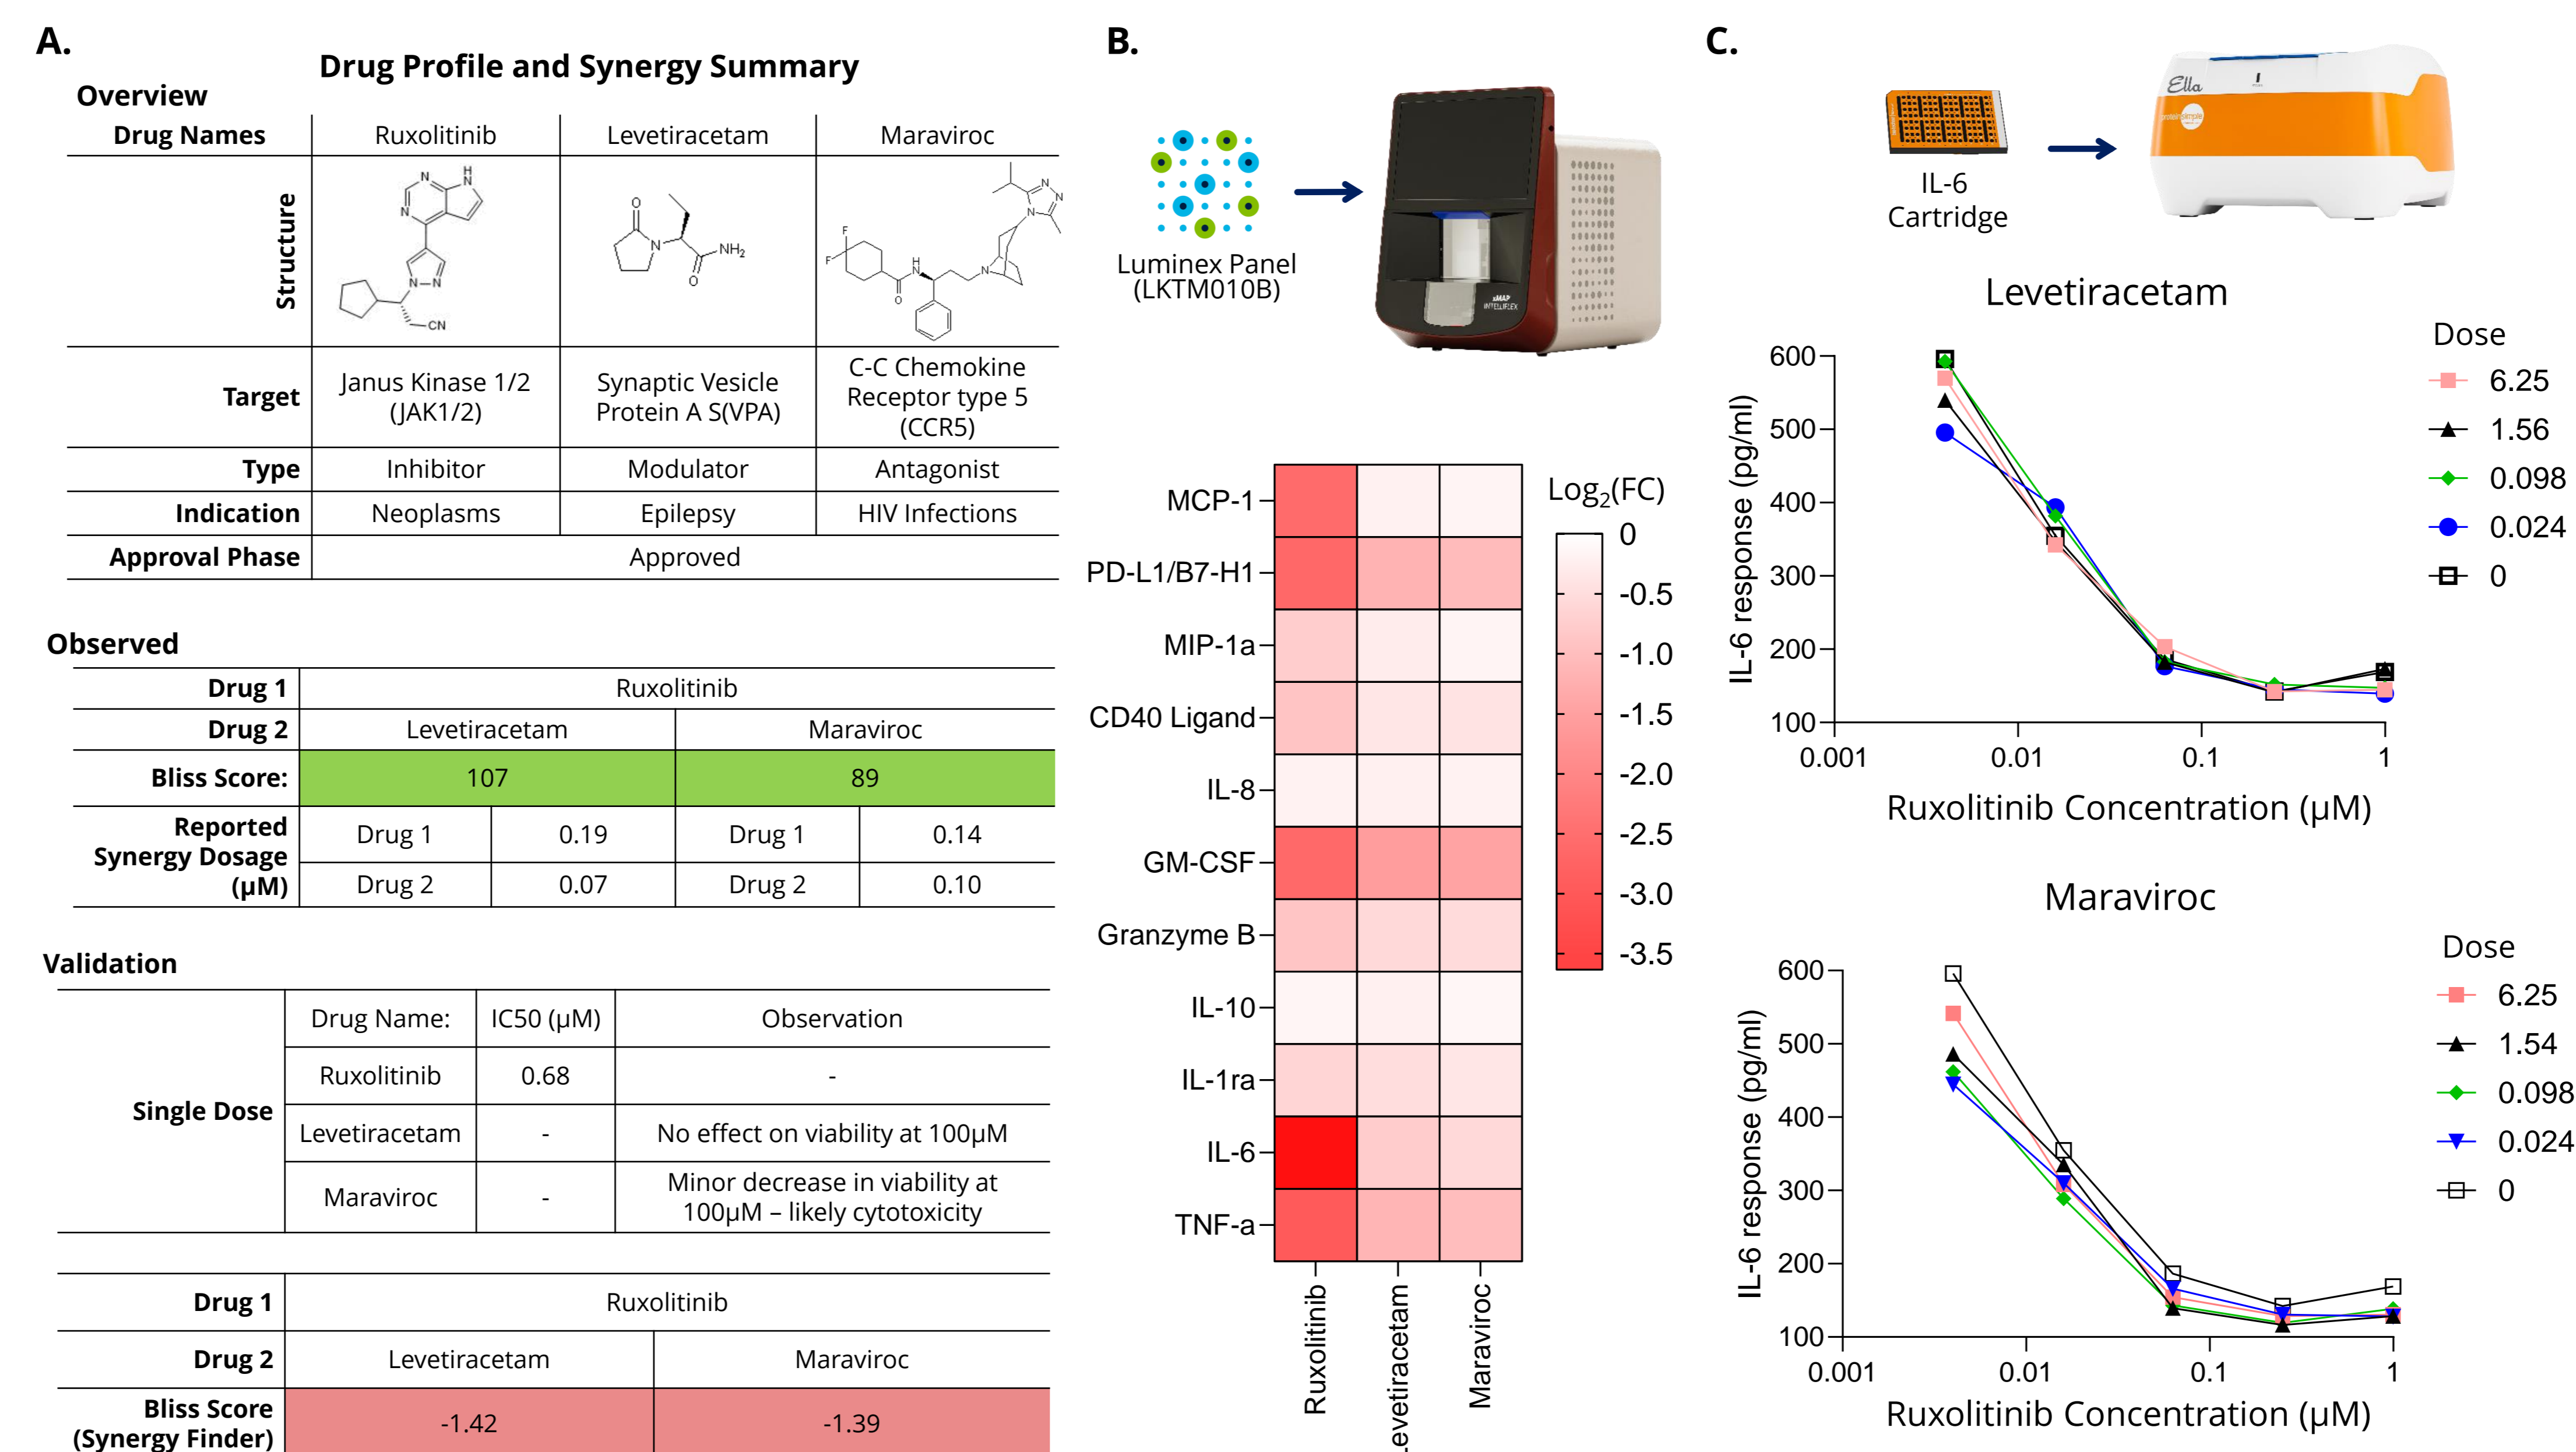 A.
Drug Profile and Synergy Summary
Overview
Drug Names Ruxolitinib Levetiracetam Maraviroc
Structure
N H N N N N CN
O N O NH2
F F O H N N N N N
Target Janus Kinase 1/2 (JAK1/2) Synaptic Vesicle Protein A S(VPA) C-C Chemokine Receptor type 5 (CCR5)
Type Inhibitor Modulator Antagonist
Indication Neoplasms Epilepsy HIV Infections
Approval Phase Approved
Observed
Drug 1 Ruxolitinib
Drug 2 Levetiracetam Maraviroc
Bliss Score: 107 89
Reported Synergy Dosage (µM)
Drug 1 0.19 Drug 1 0.14
Drug 2 0.07 Drug 2 0.10
Validation
Single Dose
Drug Name: IC50 (µM) Observation
Ruxolitinib 0.68 -
Levetiracetam - No effect on viability at 100µM
Maraviroc - Minor decrease in viability at
100µM – likely cytotoxicity
Drug 1 Ruxolitinib
Drug 2 Levetiracetam Maraviroc
Bliss Score
(Synergy Finder) -1.42 -1.39
B.
Luminex Panel
(LKTM010B)
xMAP
INTELLIFLEX
MCP-1
PD-L1/B7-H1
MIP-1a
CD40 Ligand
IL-8
GM-CSF
Granzyme B
IL-10
IL-1ra
IL-6
TNF-a
Ruxolitinib
evetiracetam
Maraviroc
Log2(FC)
0
-0.5
-1.0
-1.5
-2.0
-2.5
-3.0
-3.5
C.
IL-6
Cartridge
Ella
proteinsimple
Levetiracetam
IL-6 response (pg/ml)
600
500
400
300
200
100
0.001 0.01 0.1 1
Ruxolitinib Concentration (µM)
Dose
6.25
1.56
0.098
0.024
0
Maraviroc
IL-6 response (pg/ml)
600
500
400
300
200
100
0.001 0.01 0.1 1
Ruxolitinib Concentration (µM)
Dose
6.25
1.54
0.098
0.024
0